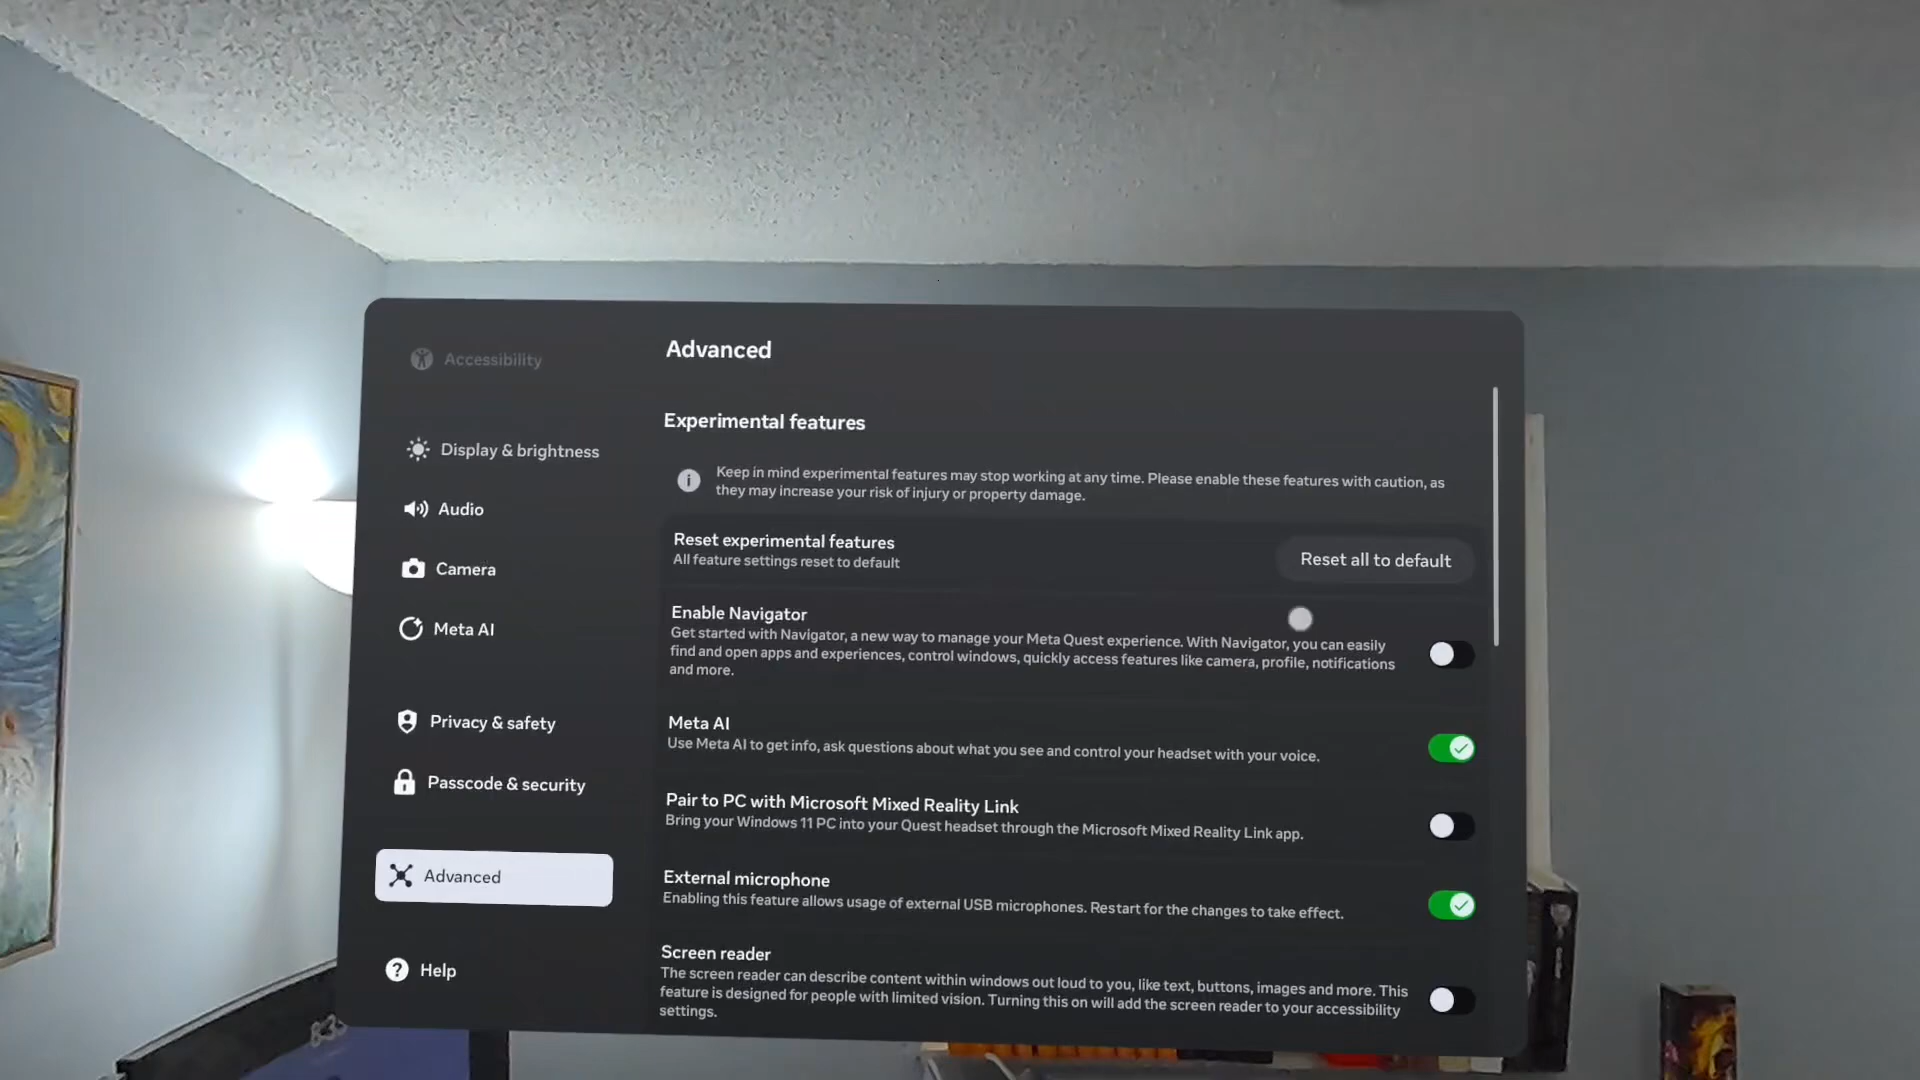 Accessibility
Display & brightness
Audio
Camera
Meta AI
Privacy & safety
Passcode & security
Advanced
Help
Advanced
Experimental features
Keep in mind experimental features may stop working at any time. Please enable these features with caution, as
they may increase your risk of injury or property damage.
Reset experimental features
All feature settings reset to default
Reset all to default
Enable Navigator
Get started with Navigator, a new way to manage your Meta Quest experience. With Navigator, you can easily
find and open apps and experiences, control windows, quickly access features like camera, profile, notifications
and more.
Meta AI
Use Meta AI to get info, ask questions about what you see and control your headset with your voice.
Pair to PC with Microsoft Mixed Reality Link
Bring your Windows 11 PC into your Quest headset through the Microsoft Mixed Reality Link app.
External microphone
Enabling this feature allows usage of external USB microphones. Restart for the changes to take effect.
Screen reader
The screen reader can describe content within windows out loud to you, like text, buttons, images and more. This
feature is designed for people with limited vision. Turning this on will add the screen reader to your accessibility
settings.